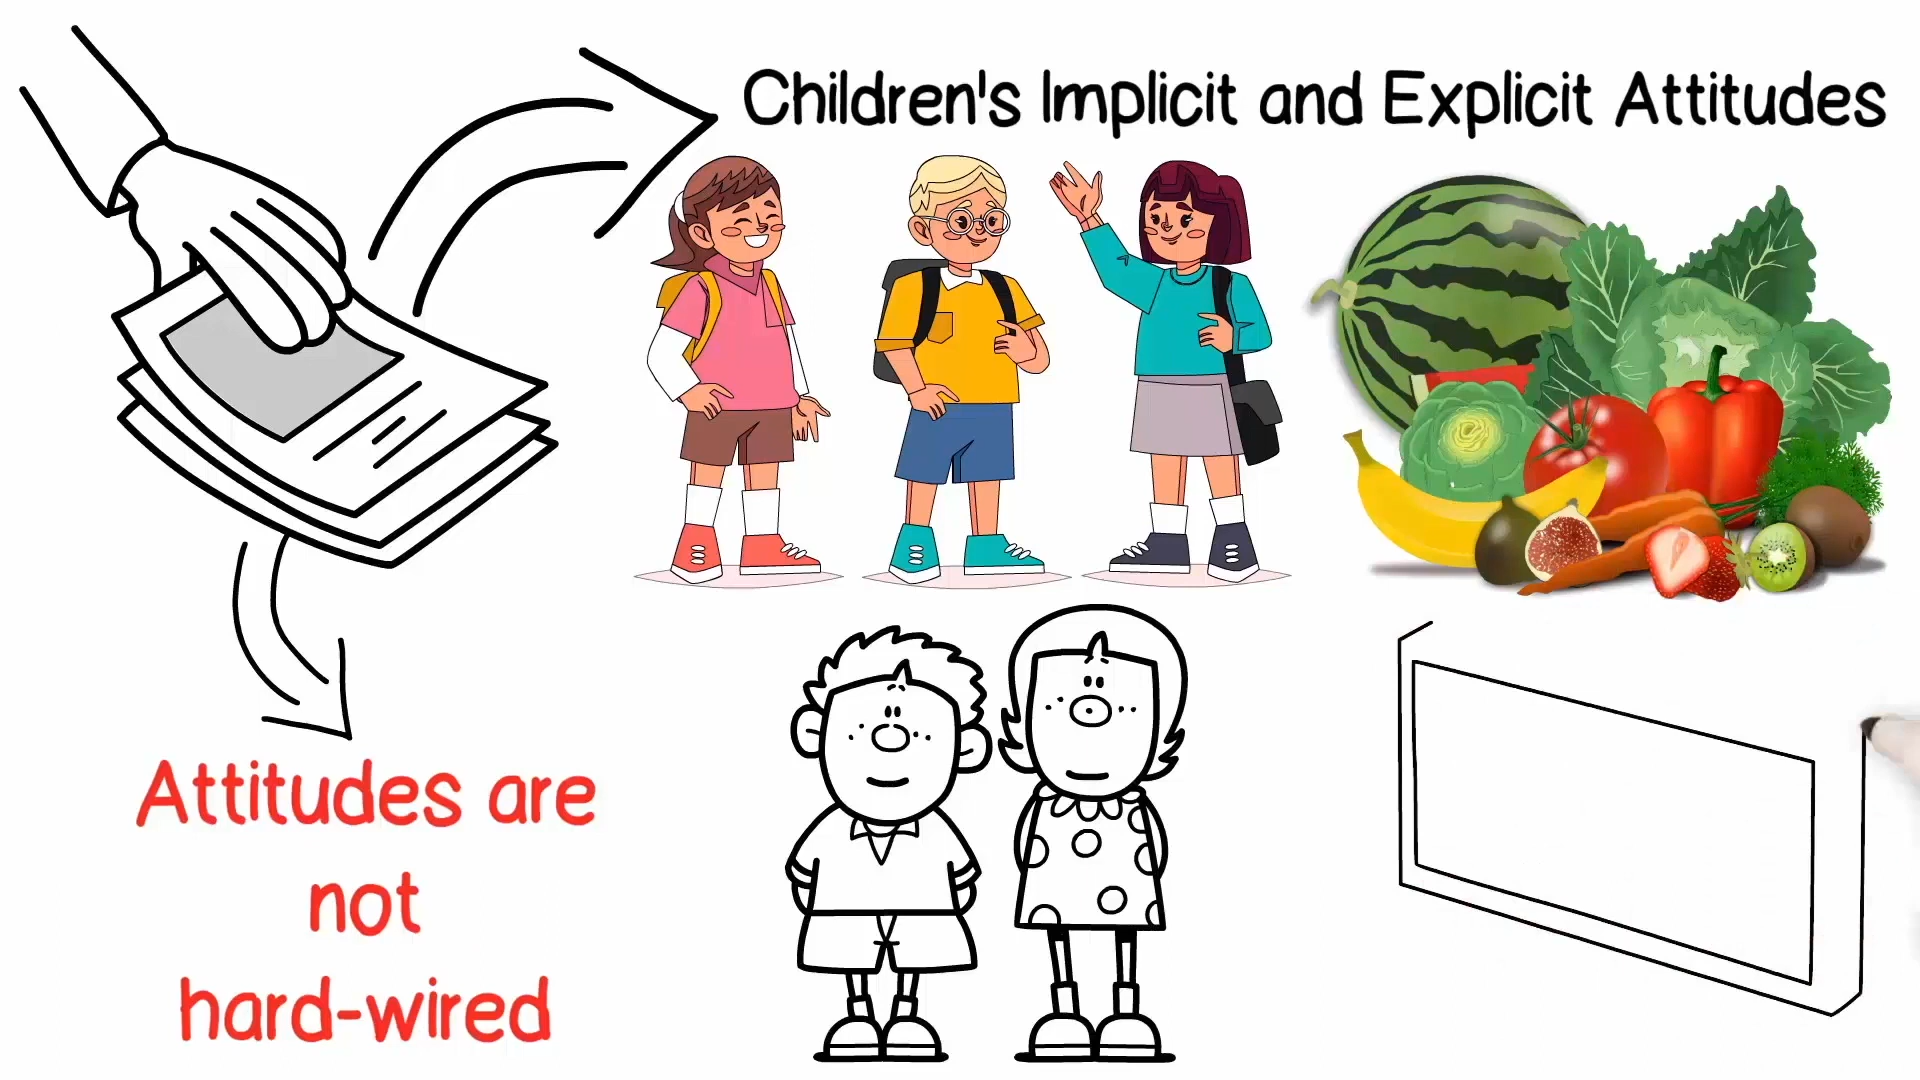 Children's Implicit and Explicit Attitudes
Attitudes are
not
hard-wired